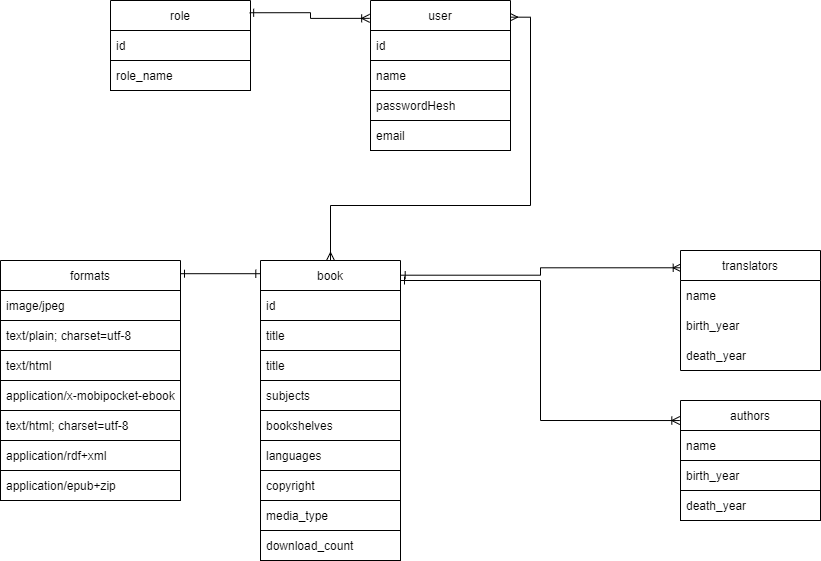 role
id
role_name
user
id
name
passwordHesh
email
formats
image/jpeg
text/plain; charset=utf-8
text/html
application/x-mobipocket-ebook
text/html; charset=utf-8
application/rdf+xml
application/epub+zip
book
id
title
title
subjects
bookshelves
languages
copyright
media_type
download_count
translators
name
birth_year
death_year
authors
name
birth_year
death_year